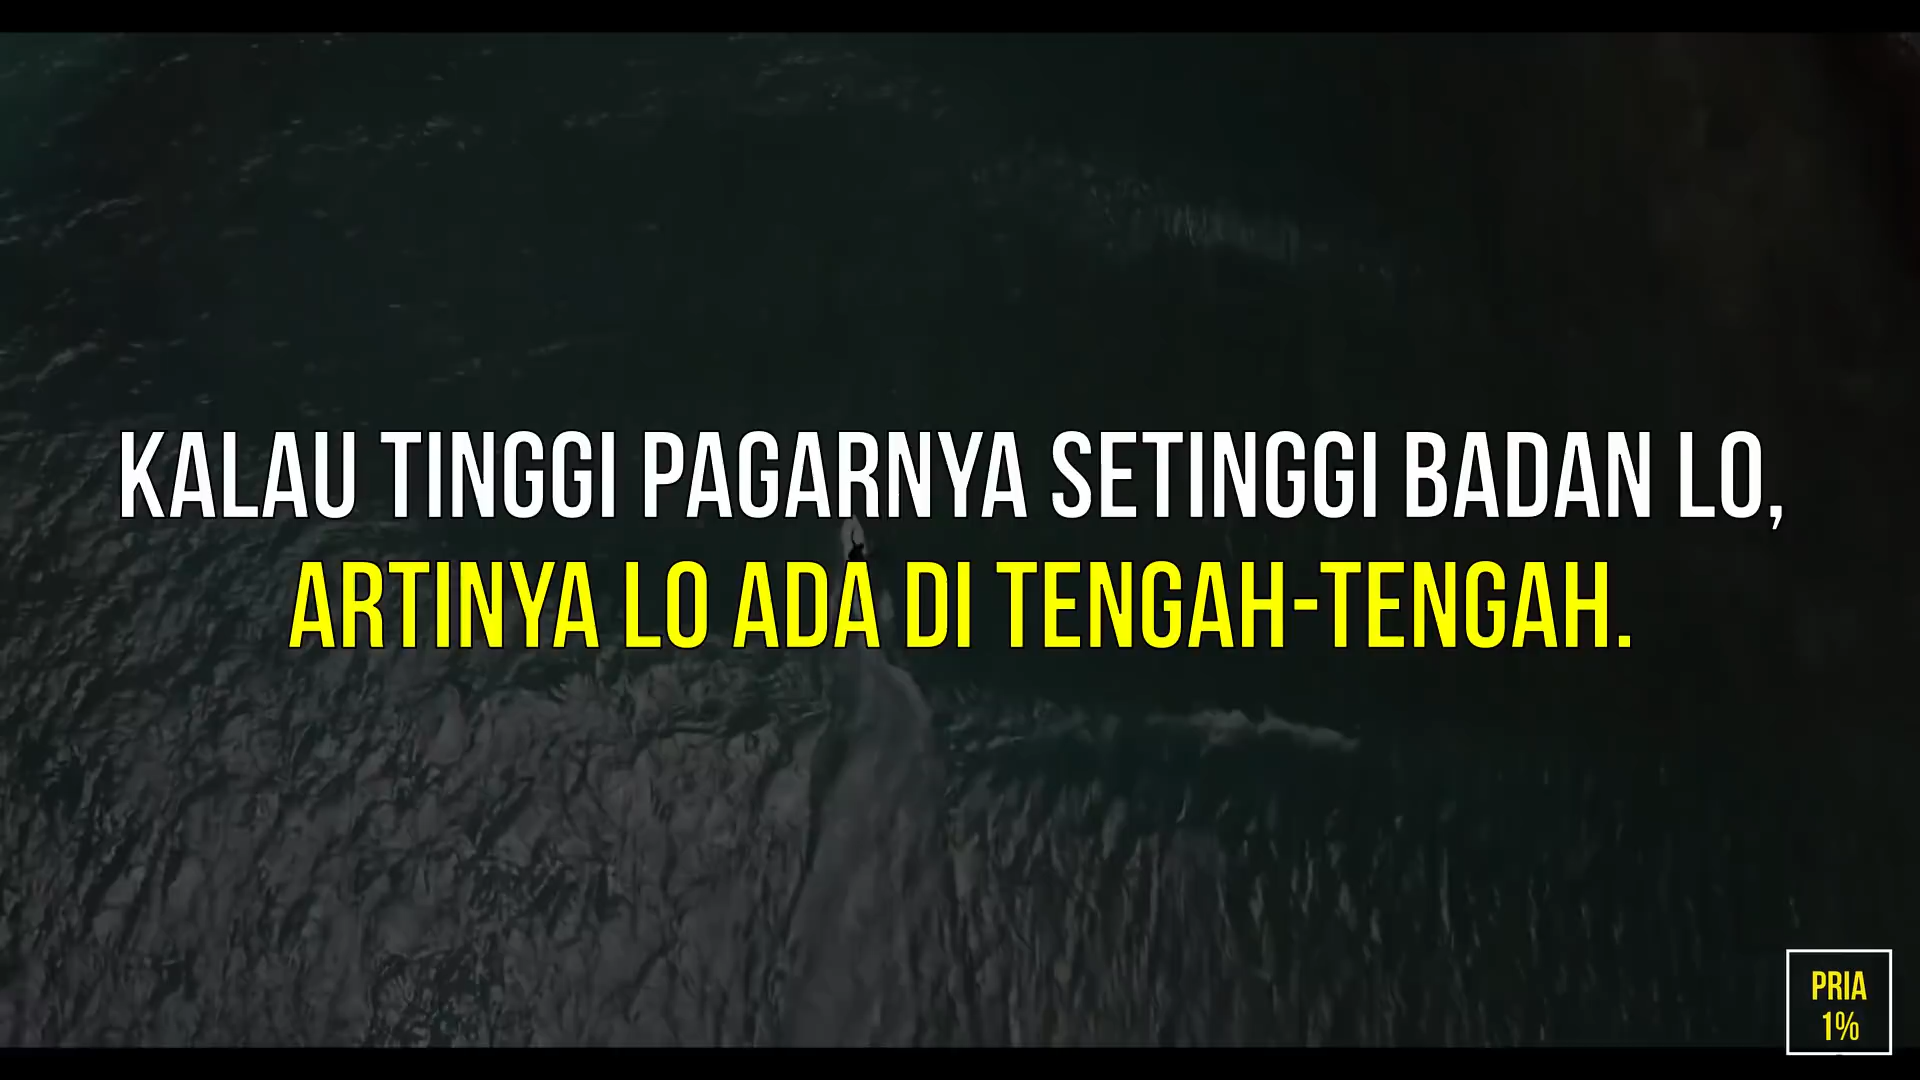 KALAU TINGGI PAGARNYA SETINGGI BADAN LO,
ARTINYA LO ADA DI TENGAH-TENGAH.
PRIA
1%